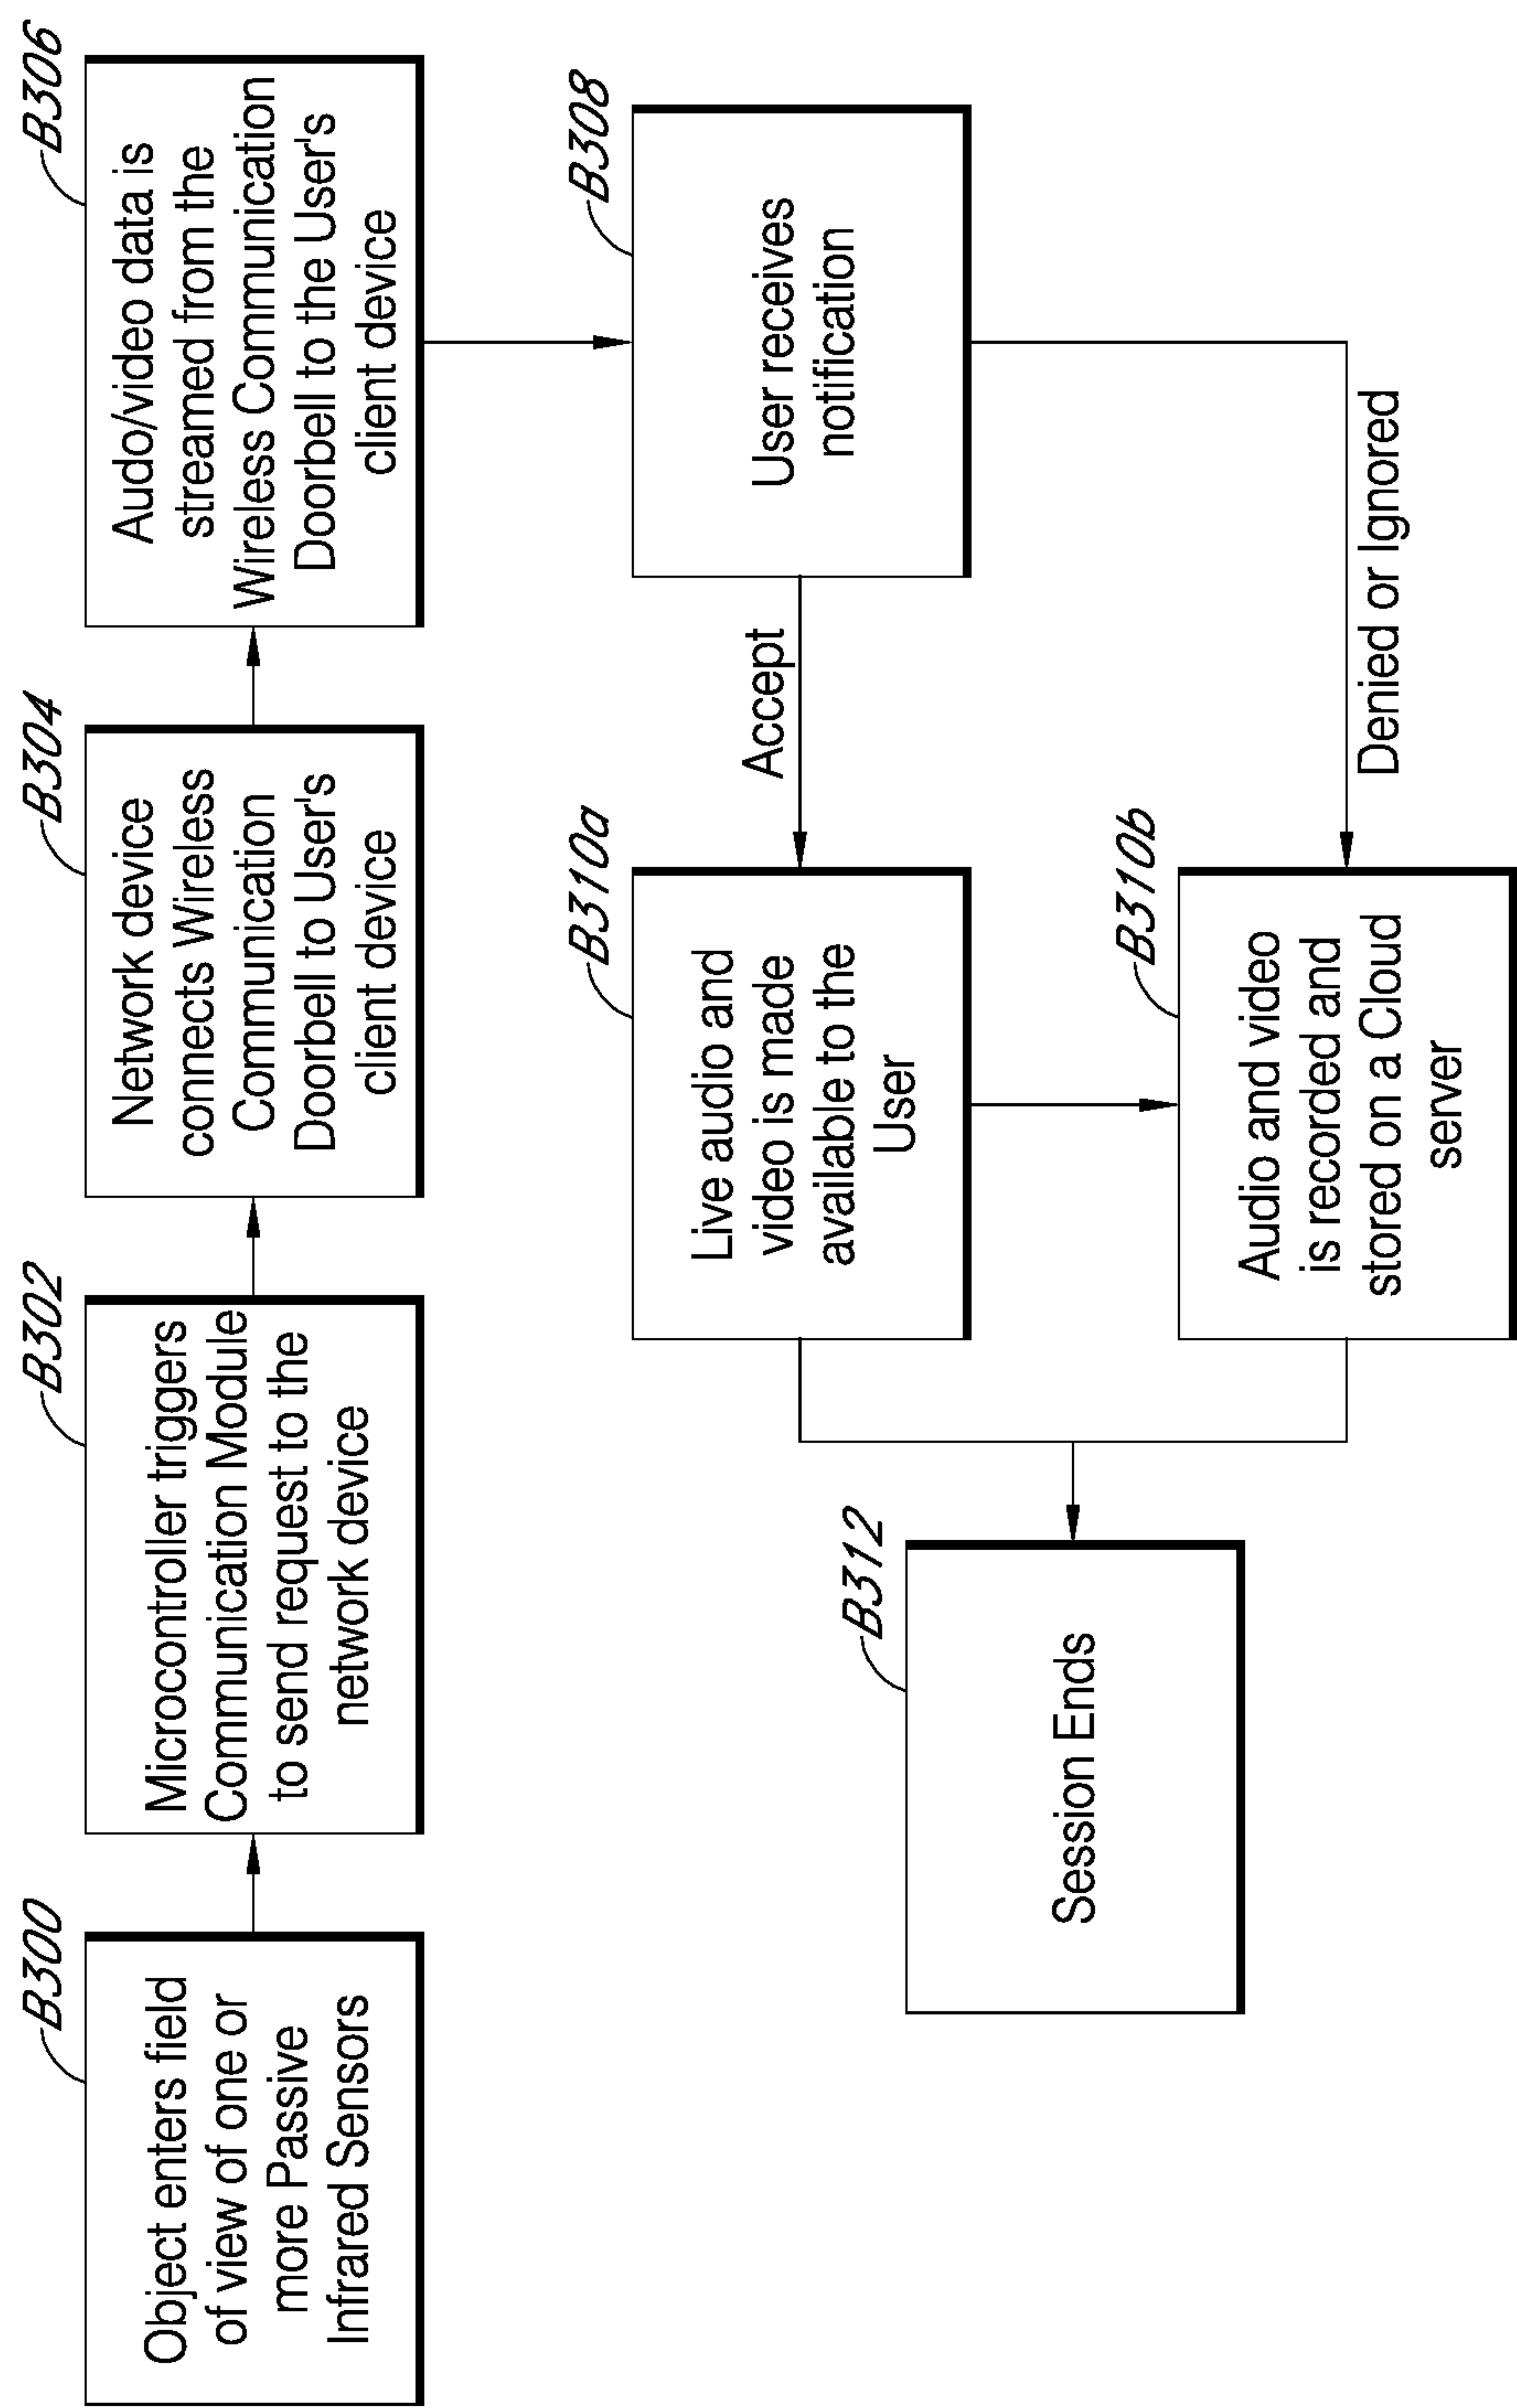 B300
Object enters field
of view of one or
more Passive
Infrared Sensors
B302
Microcontroller triggers
Communication Module
to send request to the
network device
B304
Network device
connects Wireless
Communication
Doorbell to User's
client device
B306
Audo/video data is
streamed from the
Wireless Communication
Doorbell to the User's
client device
B308
User receives
notification
Accept
Denied or Ignored
B310a
Live audio and
video is made
available to the
User
B310b
Audio and video
is recorded and
stored on a Cloud
server
B312
Session Ends